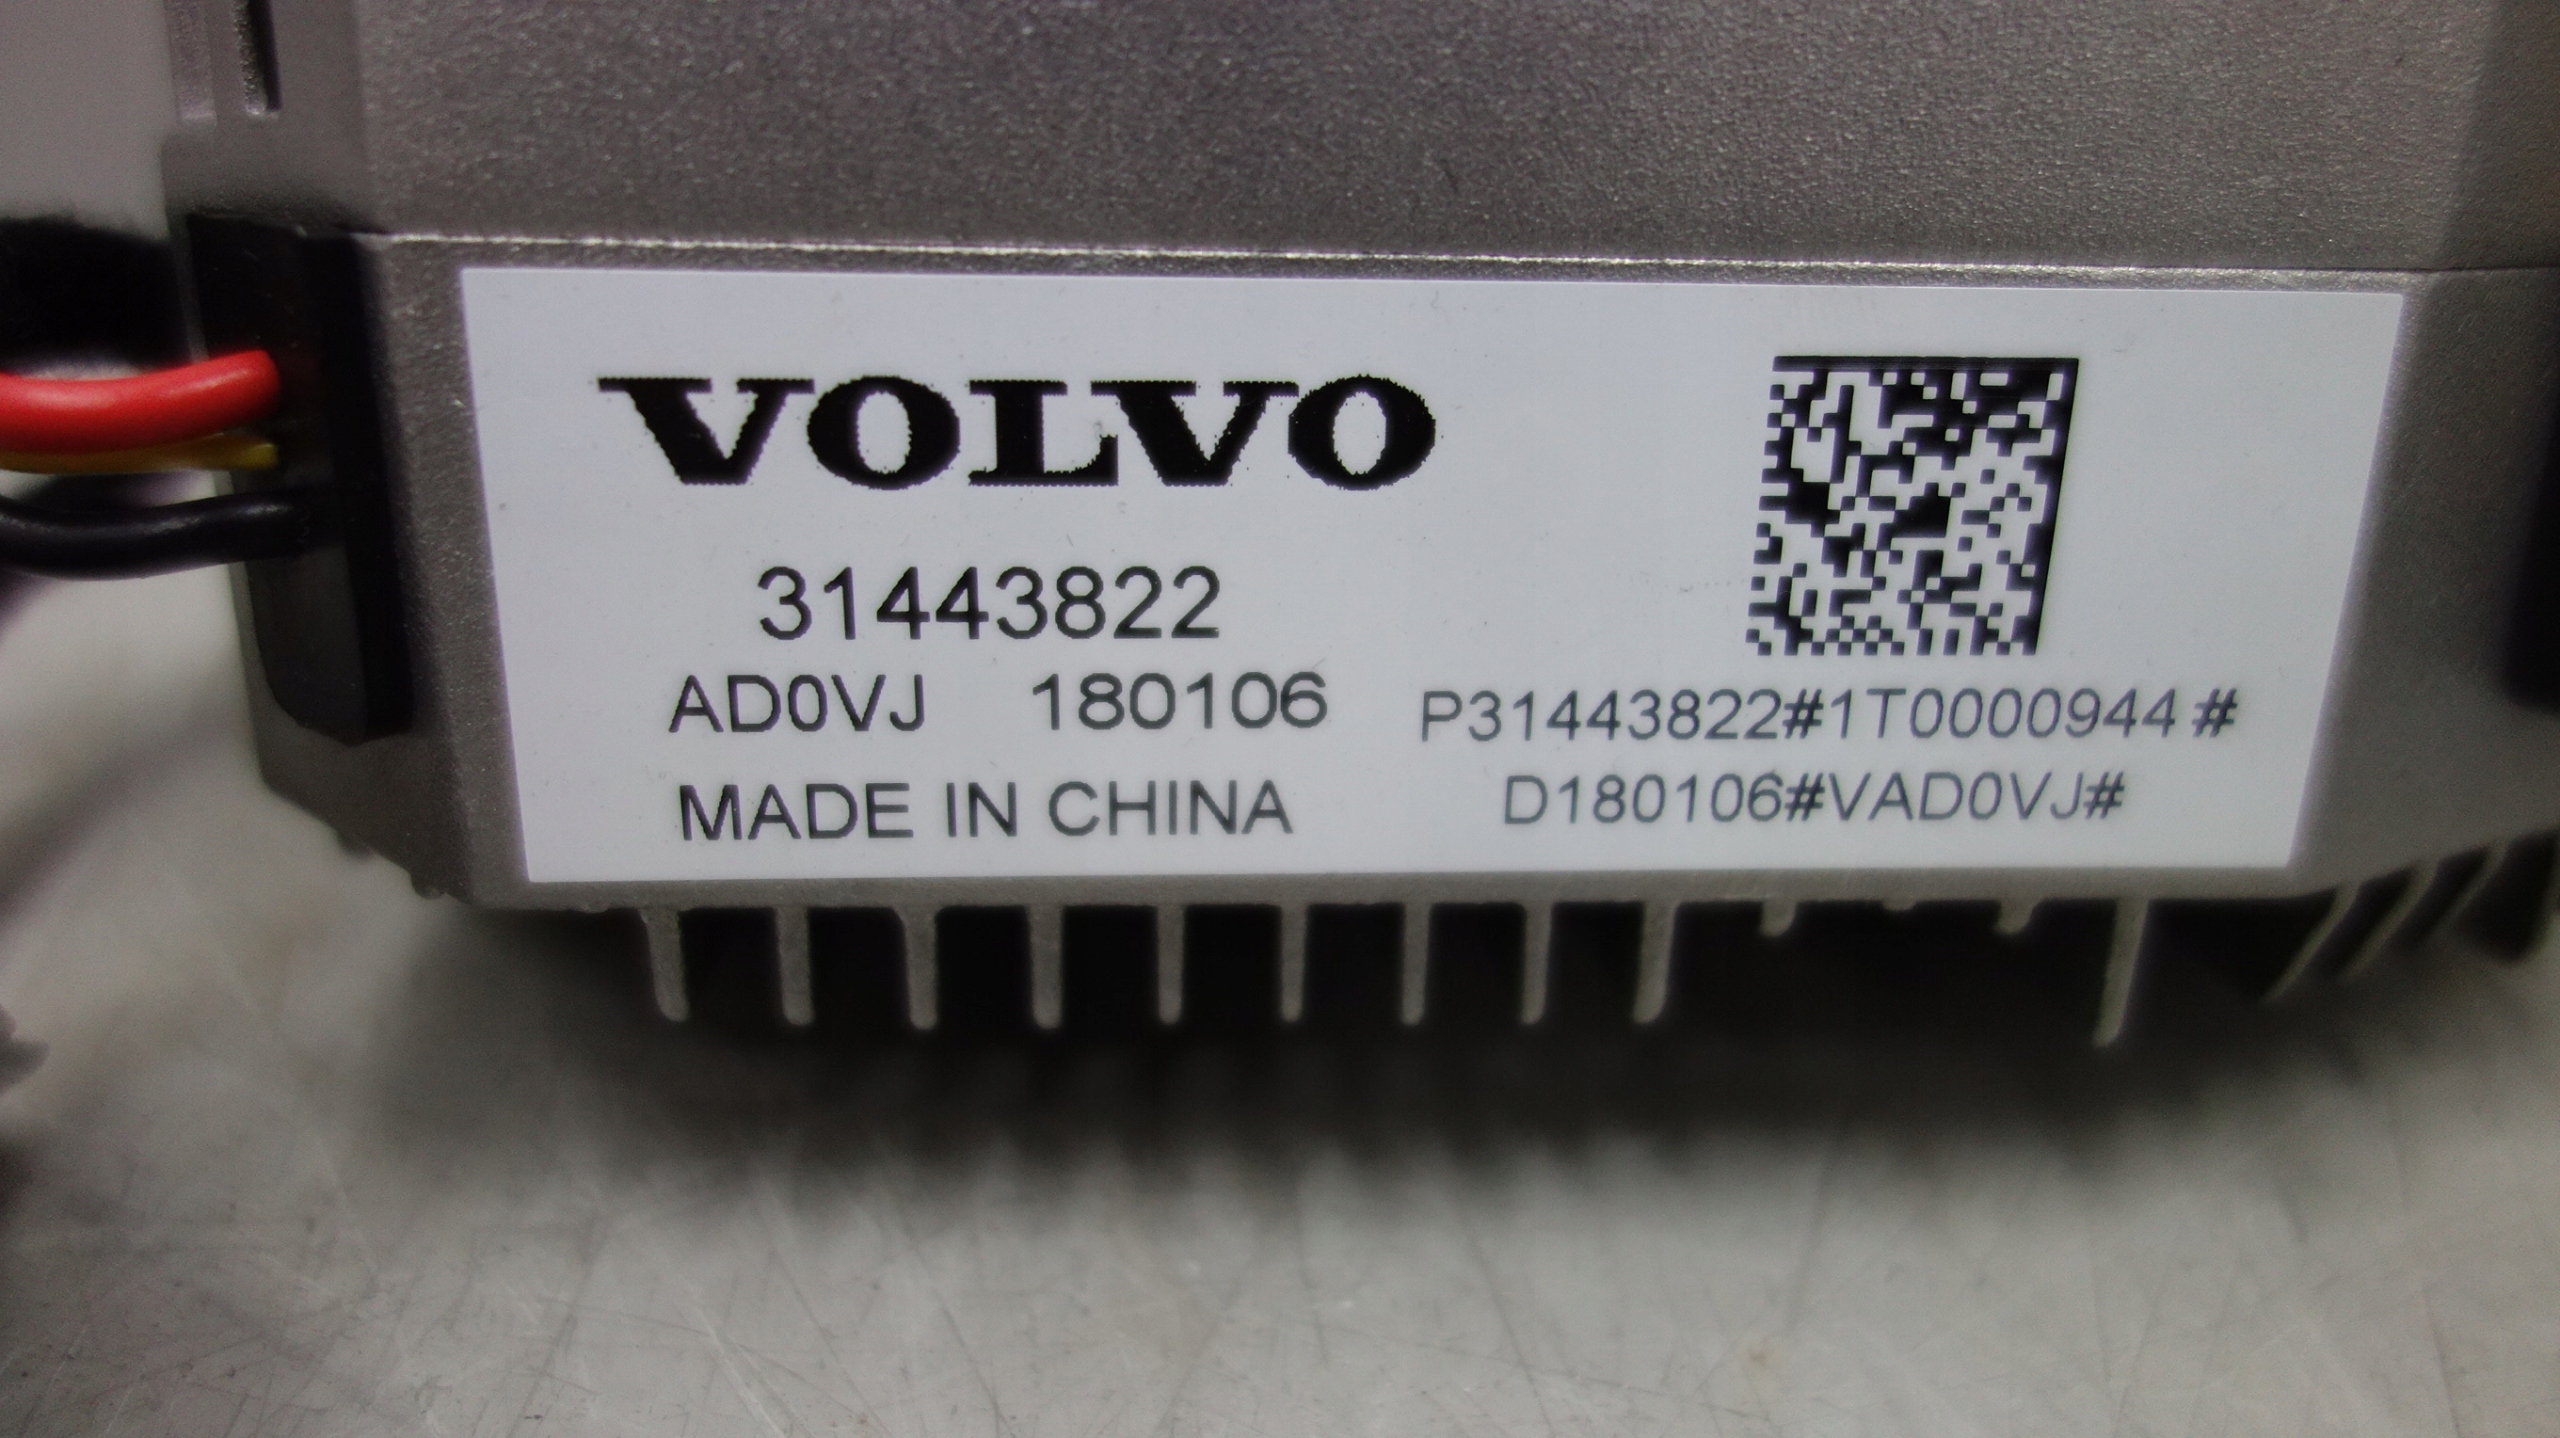 VOLVO
31443822
AD0VJ 180106
MADE IN CHINA
P31443822#1T0000944#
D180106#VAD0VJ#